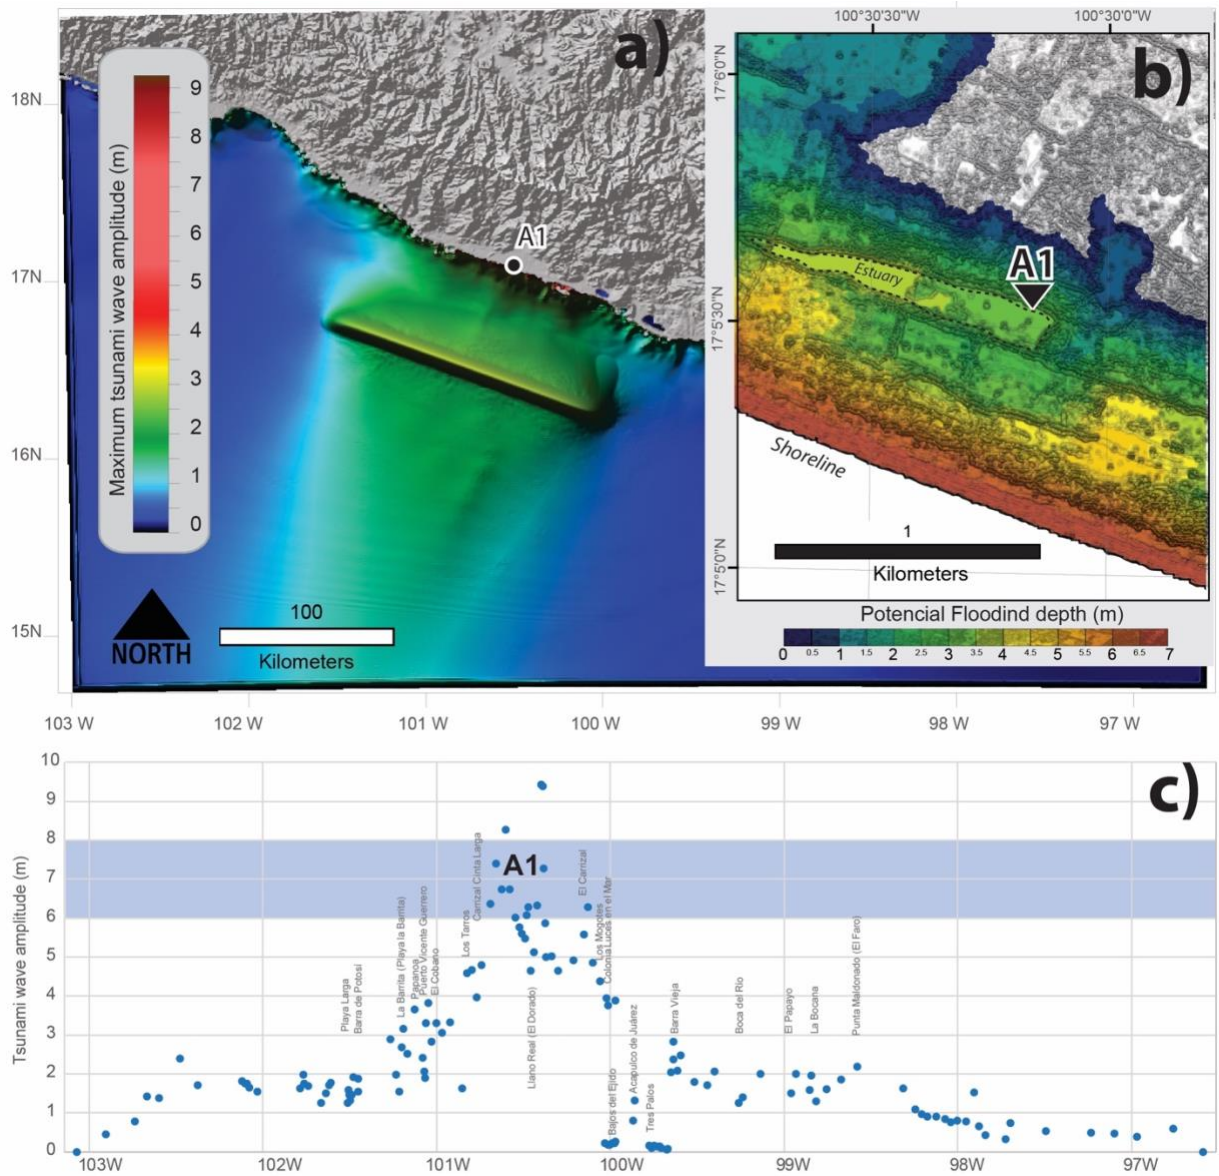 a)
b)
Maximum tsunami wave amplitude (m)
9
8
7
6
5
4
3
2
1
0
18N
17N
16N
15N
A1
NORTH
100
Kilometers
103 W
102 W
101 W
100 W
99 W
98 W
97 W
100°30'30"W
100°30'0"W
17°6'0"N
17°5'30"N
17°5'0"N
A1
Estuary
Shoreline
1
Kilometers
Potencial Floodind depth (m)
0 0.5 1 1.5 2 2.5 3 3.5 4 4.5 5 5.5 6 6.5 7
c)
Tsunami wave amplitude (m)
10
9
8
7
6
5
4
3
2
1
0
A1
Playa Larga
Barra de Potosí
La Barrita (Playa la Barrita)
Papanoa
Puerto Vicente Guerrero
El Cobano
Los Tarros
Carrizal Cinta Larga
Llano Real (El Dorado)
El Carrizal
Los Mogotes
Colonia Luces en el Mar
Bajos del Ejido
Acapulco de Juárez
Tres Palos
Barra Vieja
Boca del Río
El Papayo
La Bocana
Punta Maldonado (El Faro)
103W
102W
101W
100W
99W
98W
97W